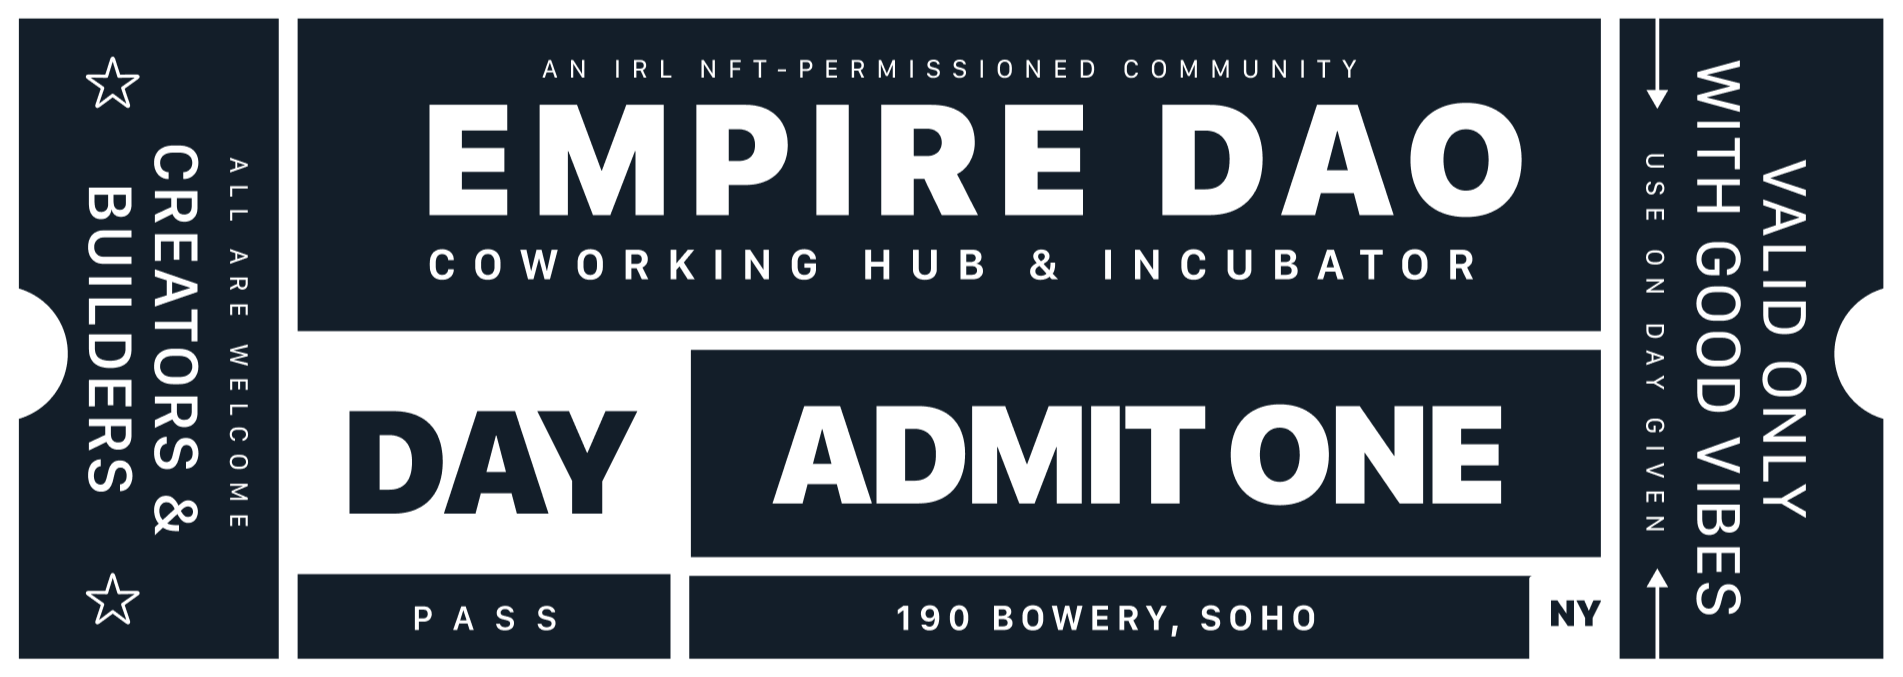 ALL ARE WELCOME
CREATORS &
BUILDERS
AN IRL NFT-PERMISSIONED COMMUNITY
EMPIRE DAO
COWORKING HUB & INCUBATOR
DAY
ADMIT ONE
PASS
190 BOWERY, SOHO
NY
VALID ONLY
WITH GOOD VIBES
USE ON DAY GIVEN